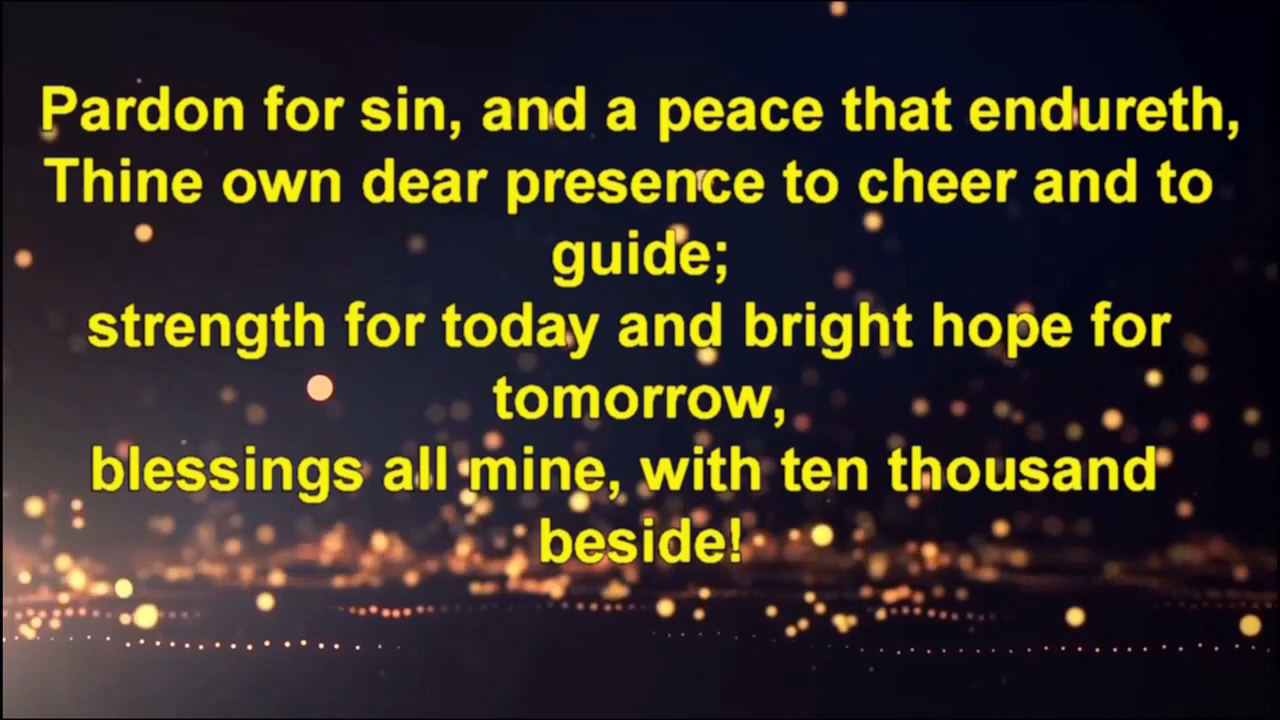 Pardon for sin, and a peace that endureth,
Thine own dear presence to cheer and to
guide;
strength for today and bright hope for
tomorrow,
blessings all mine, with ten thousand
beside!